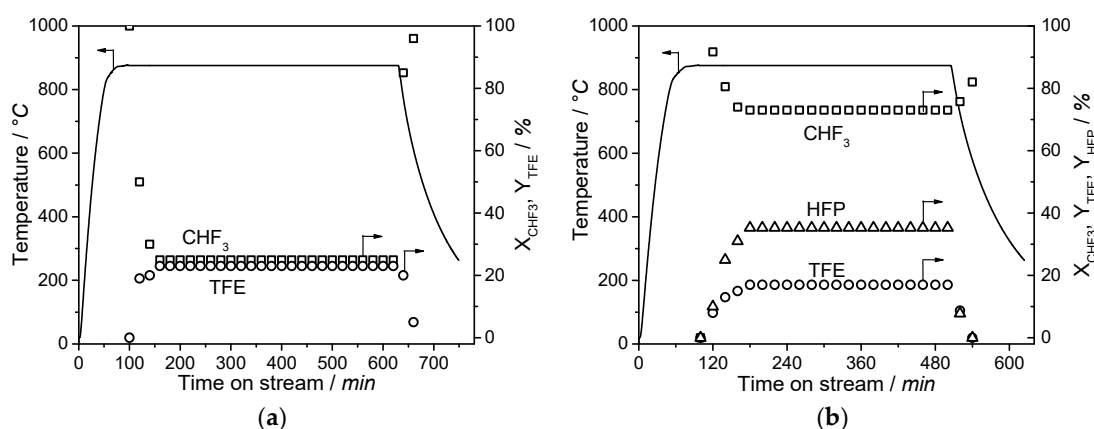 1000
800
600
400
200
0
Temperature / °C
100
80
60
40
20
0
X_CHF3, Y_TFE / %
CHF₃
TFE
0 100 200 300 400 500 600 700
Time on stream / min
(a)
1000
800
600
400
200
0
Temperature / °C
100
80
60
40
20
0
X_CHF3, Y_TFE, Y_HFP / %
CHF₃
HFP
TFE
0 120 240 360 480 600
Time on stream / min
(b)